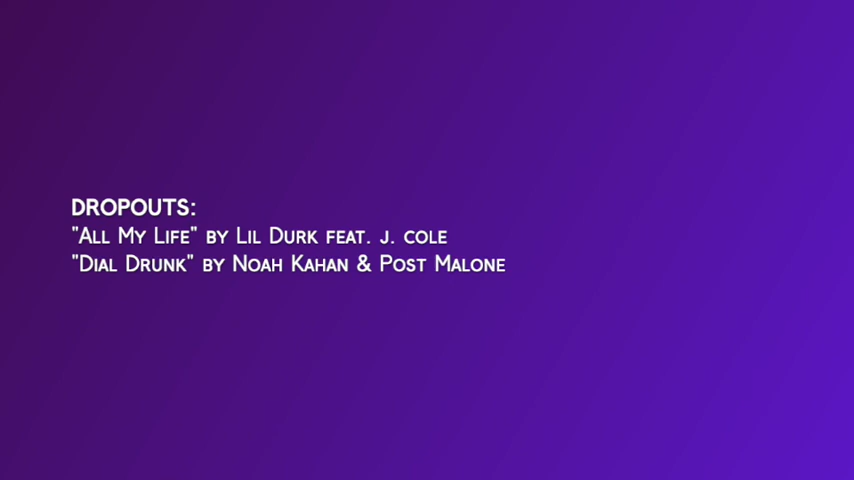 DROPOUTS:
"All My Life" by Lil Durk feat. J. Cole
"Dial Drunk" by Noah Kahan & Post Malone